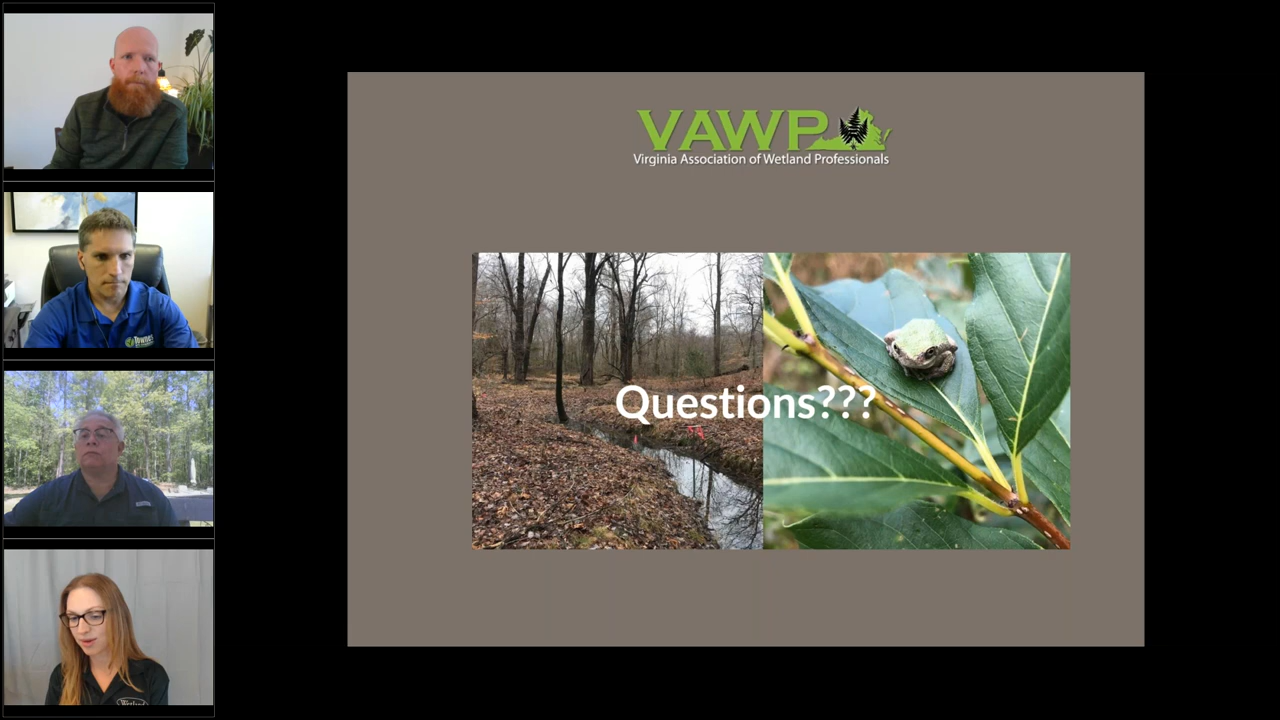 VAWP
Virginia Association of Wetland Professionals
Questions???